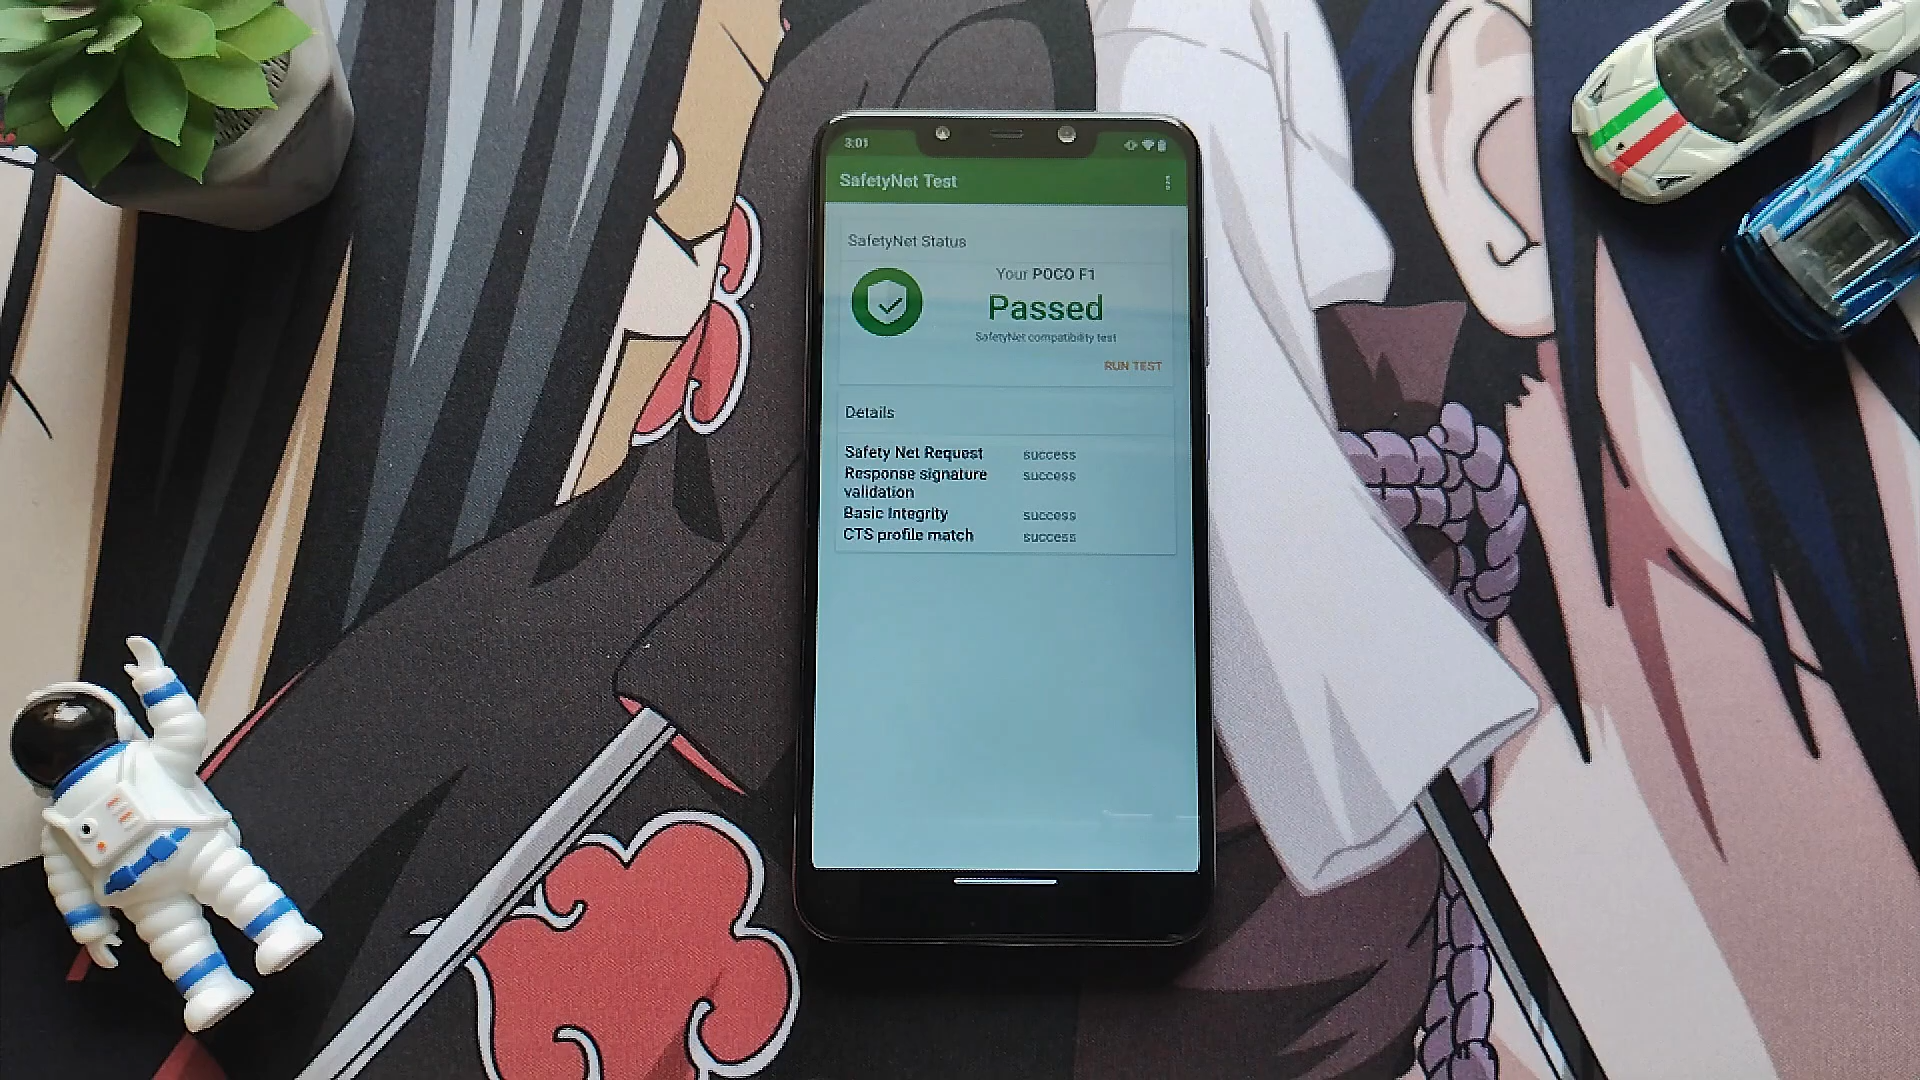 3:01
SafetyNet Test
SafetyNet Status
Your POCO F1
Passed
SafetyNet compatibility test
RUN TEST
Details
Safety Net Request success
Response signature success
validation
Basic Integrity success
CTS profile match success